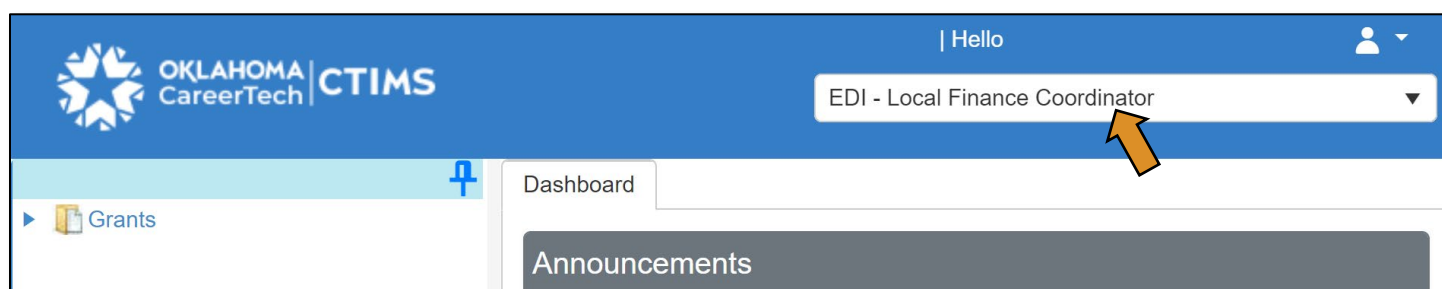 | Hello
OKLAHOMA
CareerTech
CTIMS
EDI - Local Finance Coordinator
Grants
Dashboard
Announcements